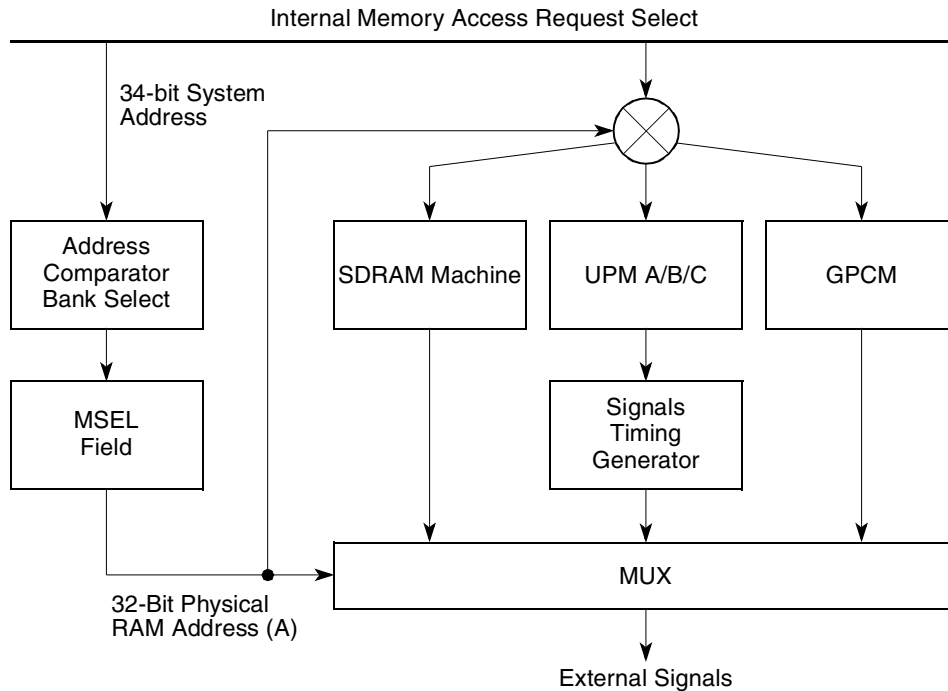 Internal Memory Access Request Select
34-bit System
Address
Address
Comparator
Bank Select
SDRAM Machine
UPM A/B/C
GPCM
MSEL
Field
Signals
Timing
Generator
MUX
32-Bit Physical
RAM Address (A)
External Signals